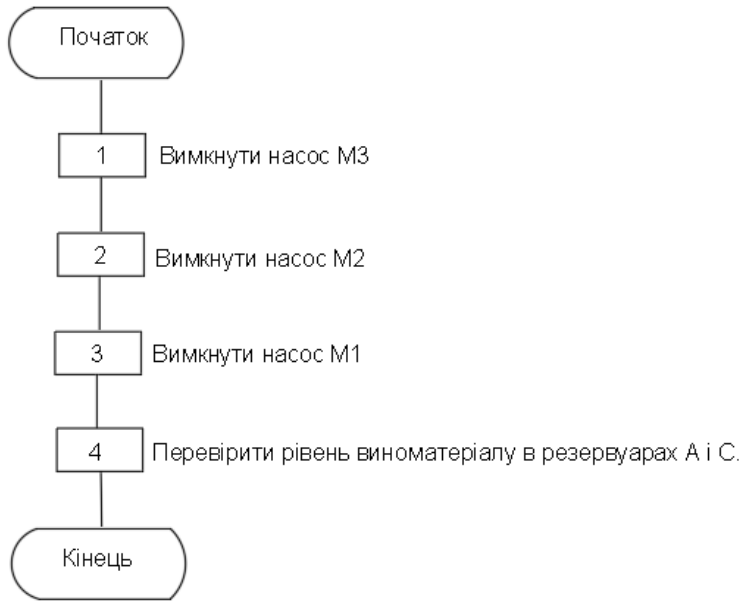 Початок
1 Вимкнути насос М3
2 Вимкнути насос М2
3 Вимкнути насос М1
4 Перевірити рівень виноматеріалу в резервуарах А і С.
Кінець